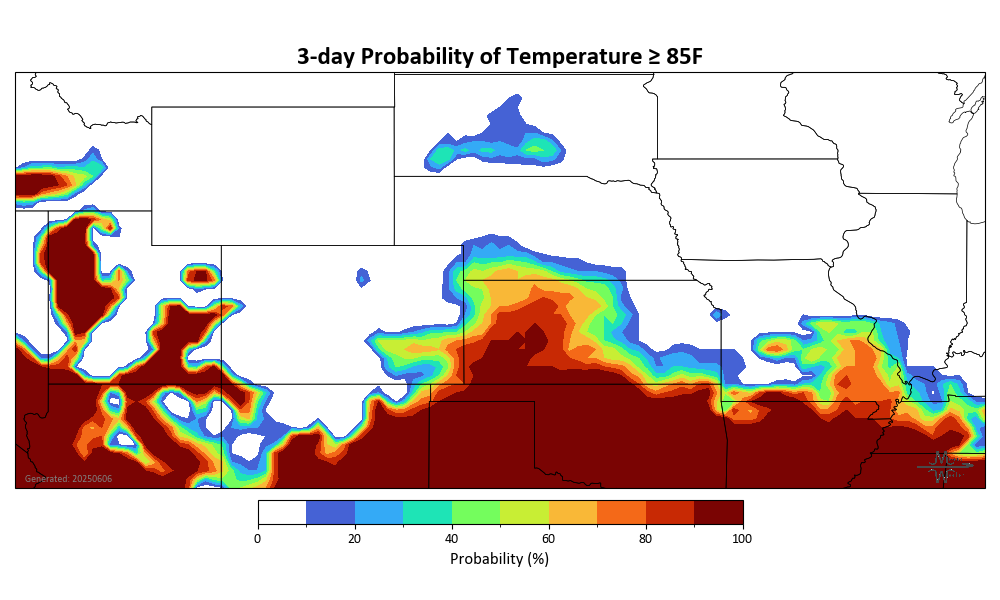 3-day Probability of Temperature ≥ 85F
Generated: 20250606
0 20 40 60 80 100
Probability (%)